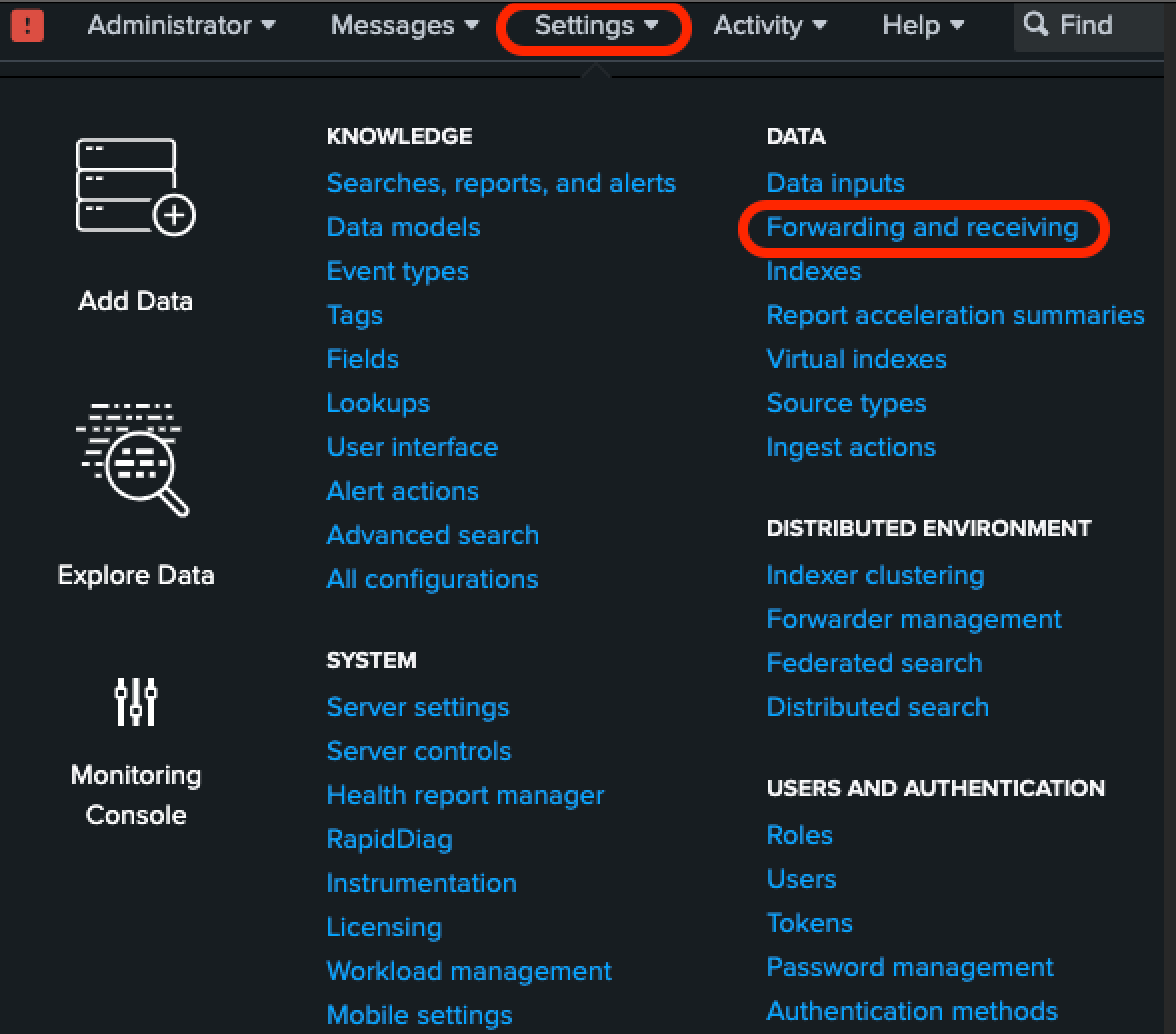 ! Administrator Messages Settings Activity Help Find
Add Data
Explore Data
Monitoring
Console
KNOWLEDGE
Searches, reports, and alerts
Data models
Event types
Tags
Fields
Lookups
User interface
Alert actions
Advanced search
All configurations
SYSTEM
Server settings
Server controls
Health report manager
RapidDiag
Instrumentation
Licensing
Workload management
Mobile settings
DATA
Data inputs
Forwarding and receiving
Indexes
Report acceleration summaries
Virtual indexes
Source types
Ingest actions
DISTRIBUTED ENVIRONMENT
Indexer clustering
Forwarder management
Federated search
Distributed search
USERS AND AUTHENTICATION
Roles
Users
Tokens
Password management
Authentication methods